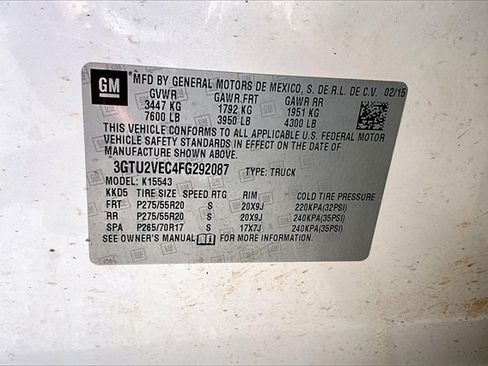 GM
MFD BY GENERAL MOTORS DE MEXICO, S. DE R.L. DE C.V. 02/15
GVWR GAWR FRT GAWR RR
3447 KG 1792 KG 1951 KG
7600 LB 3950 LB 4300 LB
THIS VEHICLE CONFORMS TO ALL APPLICABLE U.S. FEDERAL MOTOR
VEHICLE SAFETY STANDARDS IN EFFECT ON THE DATE OF
MANUFACTURE SHOWN ABOVE.
3GTU2VEC4FG292087 TYPE: TRUCK
MODEL: K15543
KKD5 TIRE SIZE SPEED RTG RIM COLD TIRE PRESSURE
FRT P275/55R20 S 20X9J 220KPA(32PSI)
RR P275/55R20 S 20X9J 240KPA(35PSI)
SPA P265/70R17 S 17X7J 240KPA(35PSI)
SEE OWNER'S MANUAL FOR MORE INFORMATION